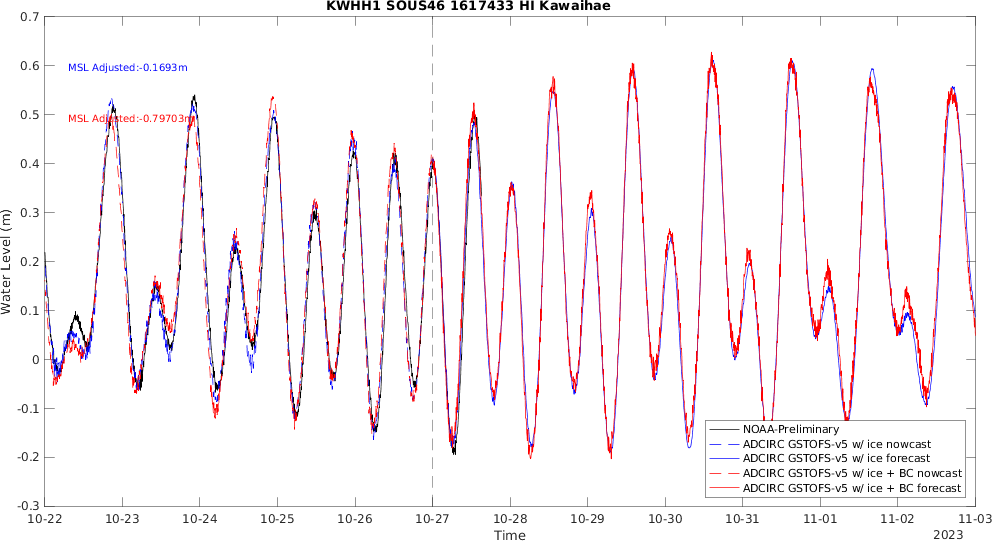 KWHH1 SOUS46 1617433 HI Kawaihae
0.7
0.6
0.5
0.4
0.3
0.2
0.1
0
-0.1
-0.2
-0.3
Water Level (m)
MSL Adjusted:-0.1693m
MSL Adjusted:-0.79703m
NOAA-Preliminary
ADCIRC GSTOFS-v5 w/ ice nowcast
ADCIRC GSTOFS-v5 w/ ice forecast
ADCIRC GSTOFS-v5 w/ ice + BC nowcast
ADCIRC GSTOFS-v5 w/ ice + BC forecast
10-22 10-23 10-24 10-25 10-26 10-27 10-28 10-29 10-30 10-31 11-01 11-02 11-03
Time
2023